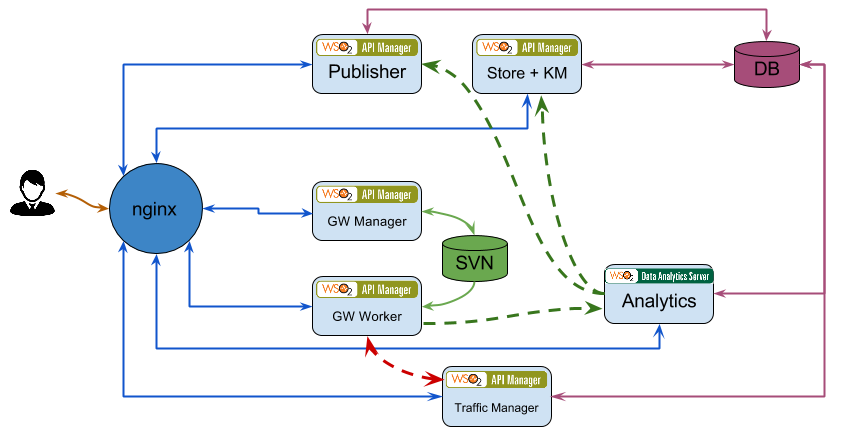 WSO2 API Manager
Publisher
WSO2 API Manager
Store + KM
DB
nginx
WSO2 API Manager
GW Manager
SVN
WSO2 API Manager
GW Worker
WSO2 Data Analytics Server
Analytics
WSO2 API Manager
Traffic Manager